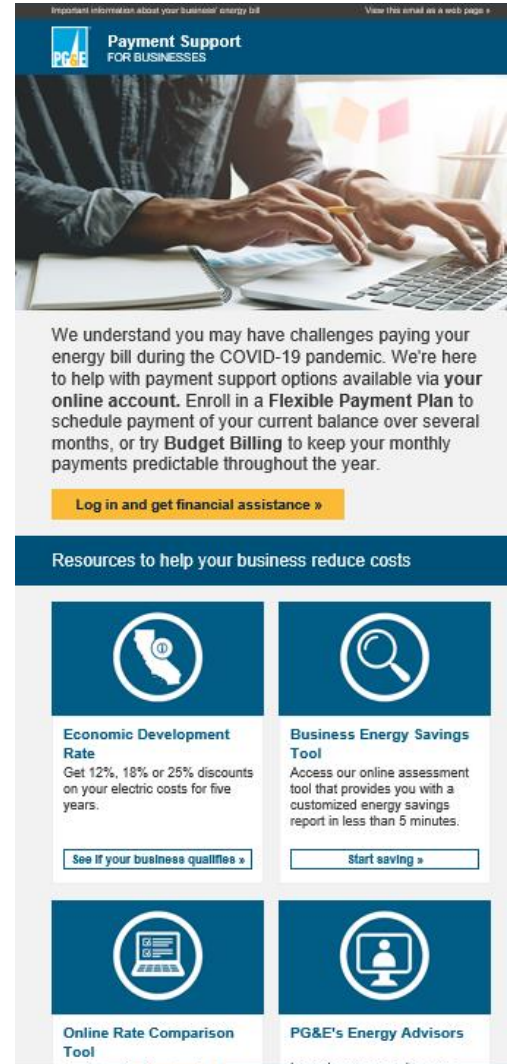 Important information about your business' energy bill
View this email as a web page »
PG&E
Payment Support
FOR BUSINESSES
We understand you may have challenges paying your
energy bill during the COVID-19 pandemic. We're here
to help with payment support options available via your
online account. Enroll in a Flexible Payment Plan to
schedule payment of your current balance over several
months, or try Budget Billing to keep your monthly
payments predictable throughout the year.
Log in and get financial assistance »
Resources to help your business reduce costs
Economic Development
Rate
Get 12%, 18% or 25% discounts
on your electric costs for five
years.
See if your business qualifies »
Business Energy Savings
Tool
Access our online assessment
tool that provides you with a
customized energy savings
report in less than 5 minutes.
Start saving »
Online Rate Comparison
Tool
PG&E's Energy Advisors